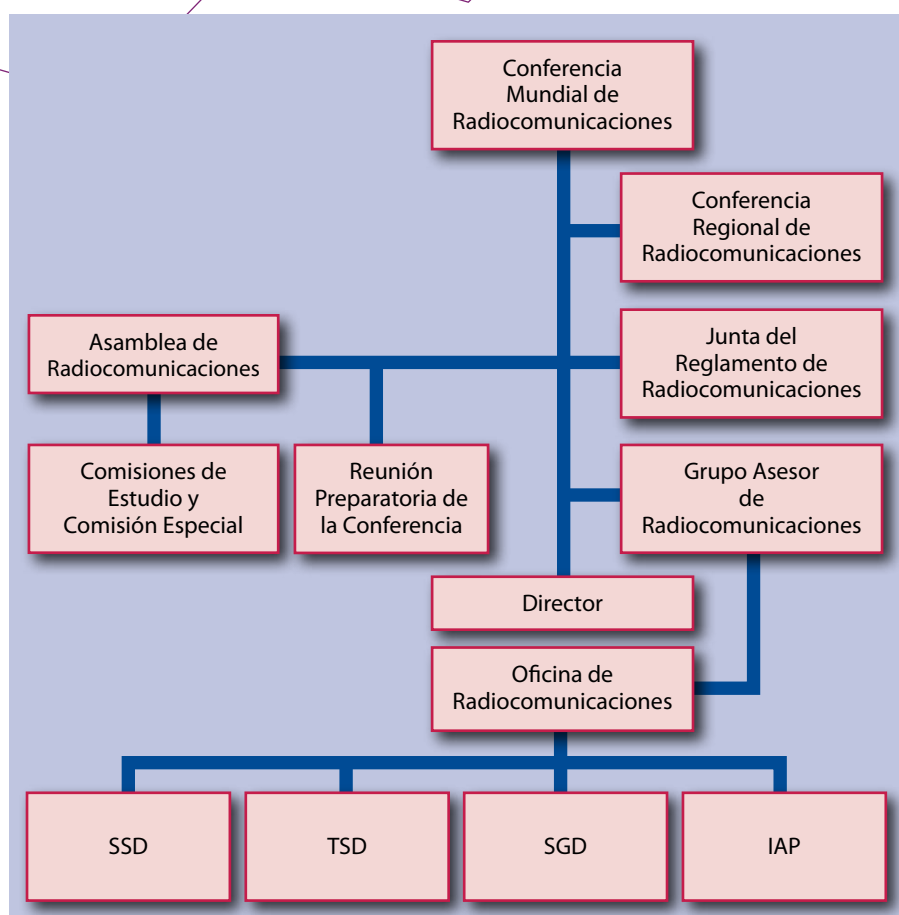 Conferencia
Mundial de
Radiocomunicaciones
Conferencia
Regional de
Radiocomunicaciones
Asamblea de
Radiocomunicaciones
Junta del
Reglamento de
Radiocomunicaciones
Comisiones de
Estudio y
Comisión Especial
Reunión
Preparatoria de
la Conferencia
Grupo Asesor
de
Radiocomunicaciones
Director
Oficina de
Radiocomunicaciones
SSD
TSD
SGD
IAP